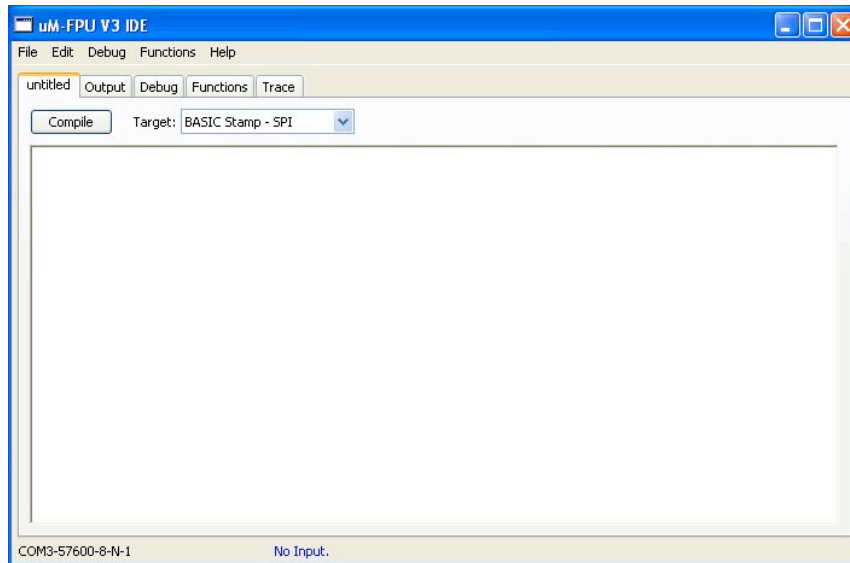 uM-FPU V3 IDE
File Edit Debug Functions Help
untitled Output Debug Functions Trace
Compile Target: BASIC Stamp - SPI
COM3-57600-8-N-1 No Input.